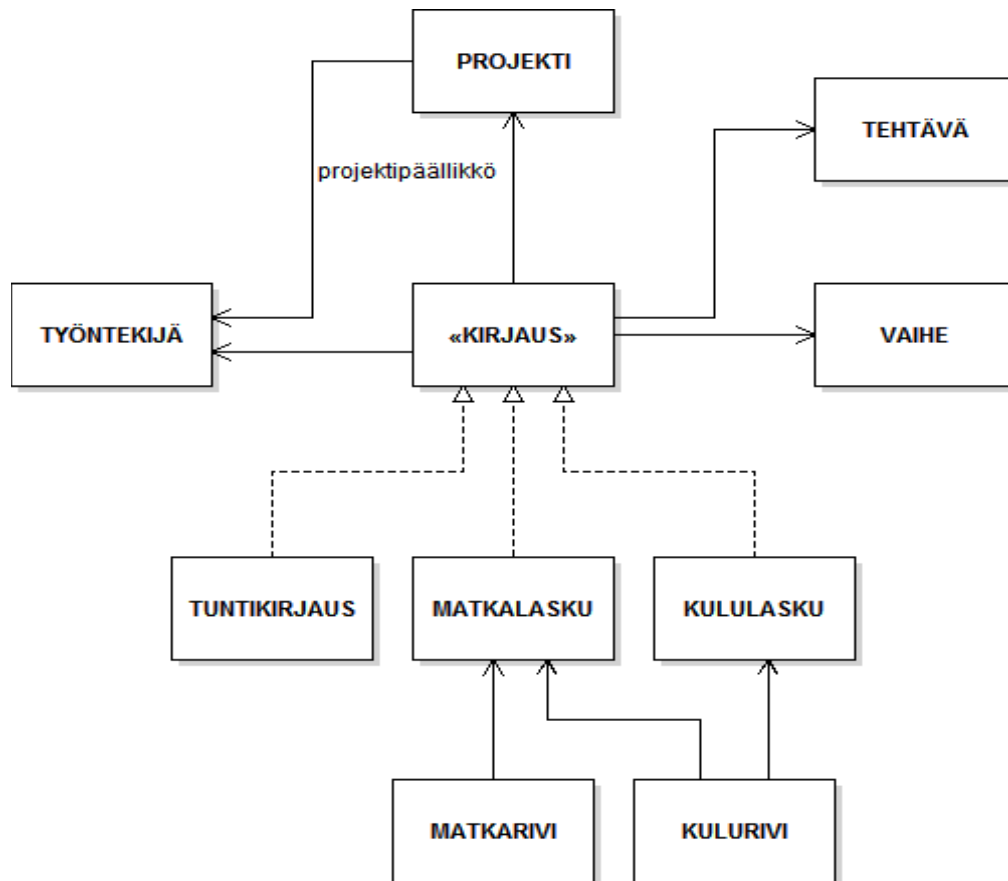 PROJEKTI
TEHTÄVÄ
projektipäällikkö
TYÖNTEKIJÄ
«KIRJAUS»
VAIHE
TUNTIKIRJAUS
MATKALASKU
KULULASKU
MATKARIVI
KULURIVI